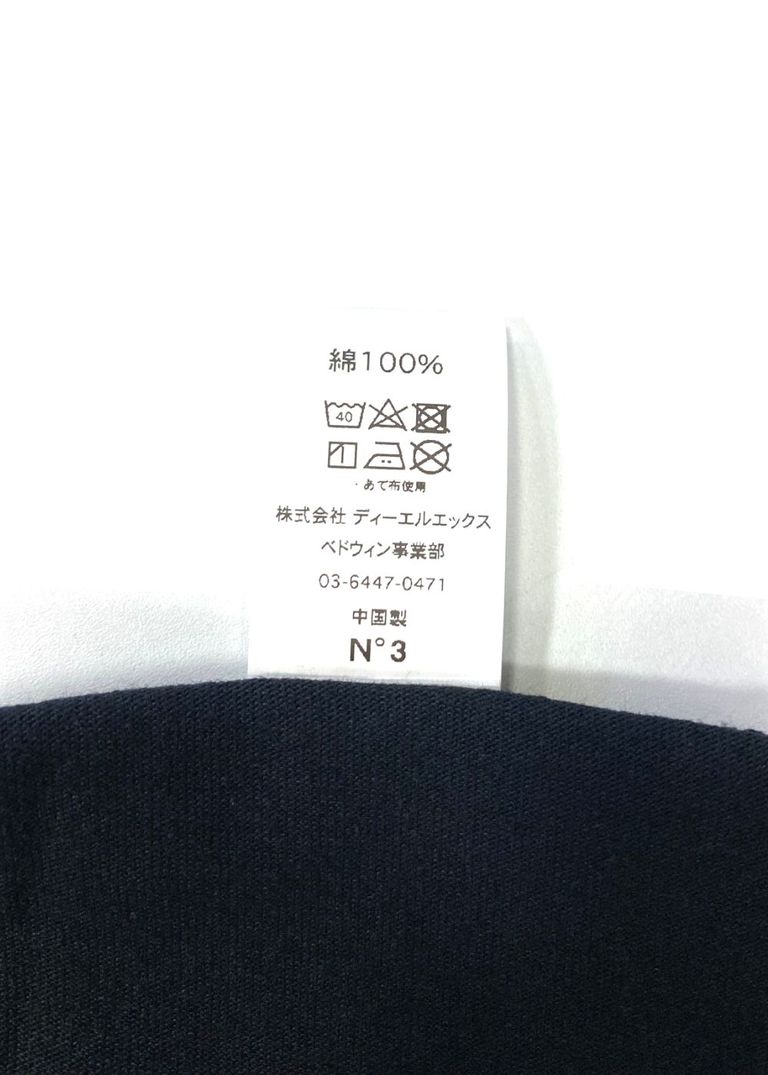 綿100%
40
・あて布使用
株式会社 ディーエルエックス
ベドウィン事業部
03-6447-0471
中国製
N°3